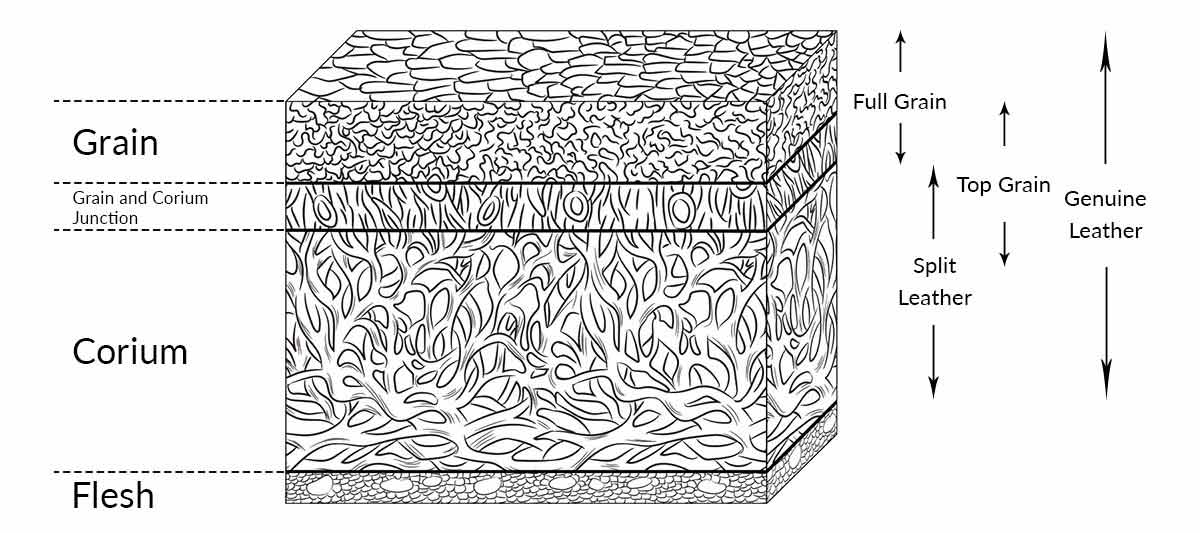 Grain
Grain and Corium
Junction
Corium
Flesh
Full Grain
Top Grain
Split
Leather
Genuine
Leather